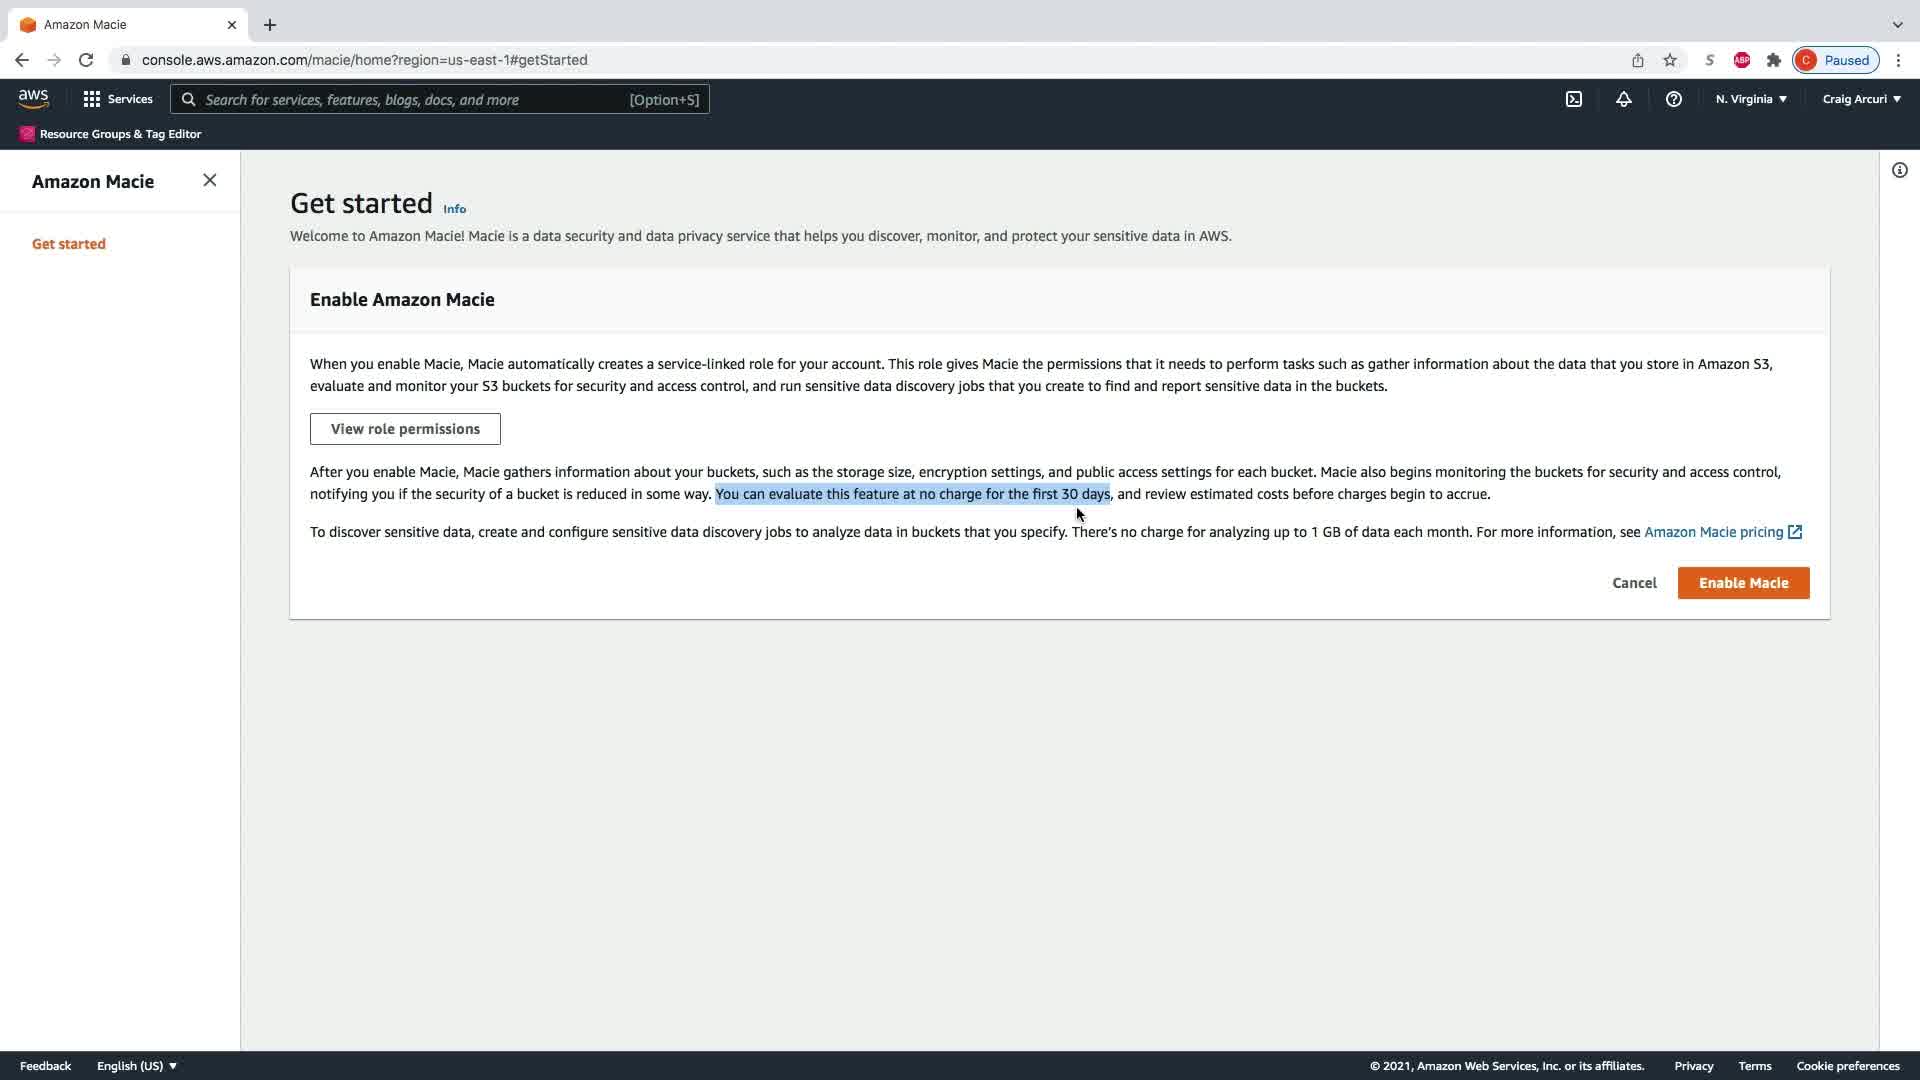 Amazon Macie
console.aws.amazon.com/macie/home?region=us-east-1#getStarted
S
ABP
C
Paused
aws
Services
Search for services, features, blogs, docs, and more
[Option+S]
N. Virginia
Craig Arcuri
Resource Groups & Tag Editor
Amazon Macie
Get started
Get started Info
Welcome to Amazon Macie! Macie is a data security and data privacy service that helps you discover, monitor, and protect your sensitive data in AWS.
Enable Amazon Macie
When you enable Macie, Macie automatically creates a service-linked role for your account. This role gives Macie the permissions that it needs to perform tasks such as gather information about the data that you store in Amazon S3,
evaluate and monitor your S3 buckets for security and access control, and run sensitive data discovery jobs that you create to find and report sensitive data in the buckets.
View role permissions
After you enable Macie, Macie gathers information about your buckets, such as the storage size, encryption settings, and public access settings for each bucket. Macie also begins monitoring the buckets for security and access control,
notifying you if the security of a bucket is reduced in some way. You can evaluate this feature at no charge for the first 30 days, and review estimated costs before charges begin to accrue.
To discover sensitive data, create and configure sensitive data discovery jobs to analyze data in buckets that you specify. There's no charge for analyzing up to 1 GB of data each month. For more information, see Amazon Macie pricing
Cancel
Enable Macie
Feedback
English (US)
© 2021, Amazon Web Services, Inc. or its affiliates.
Privacy
Terms
Cookie preferences